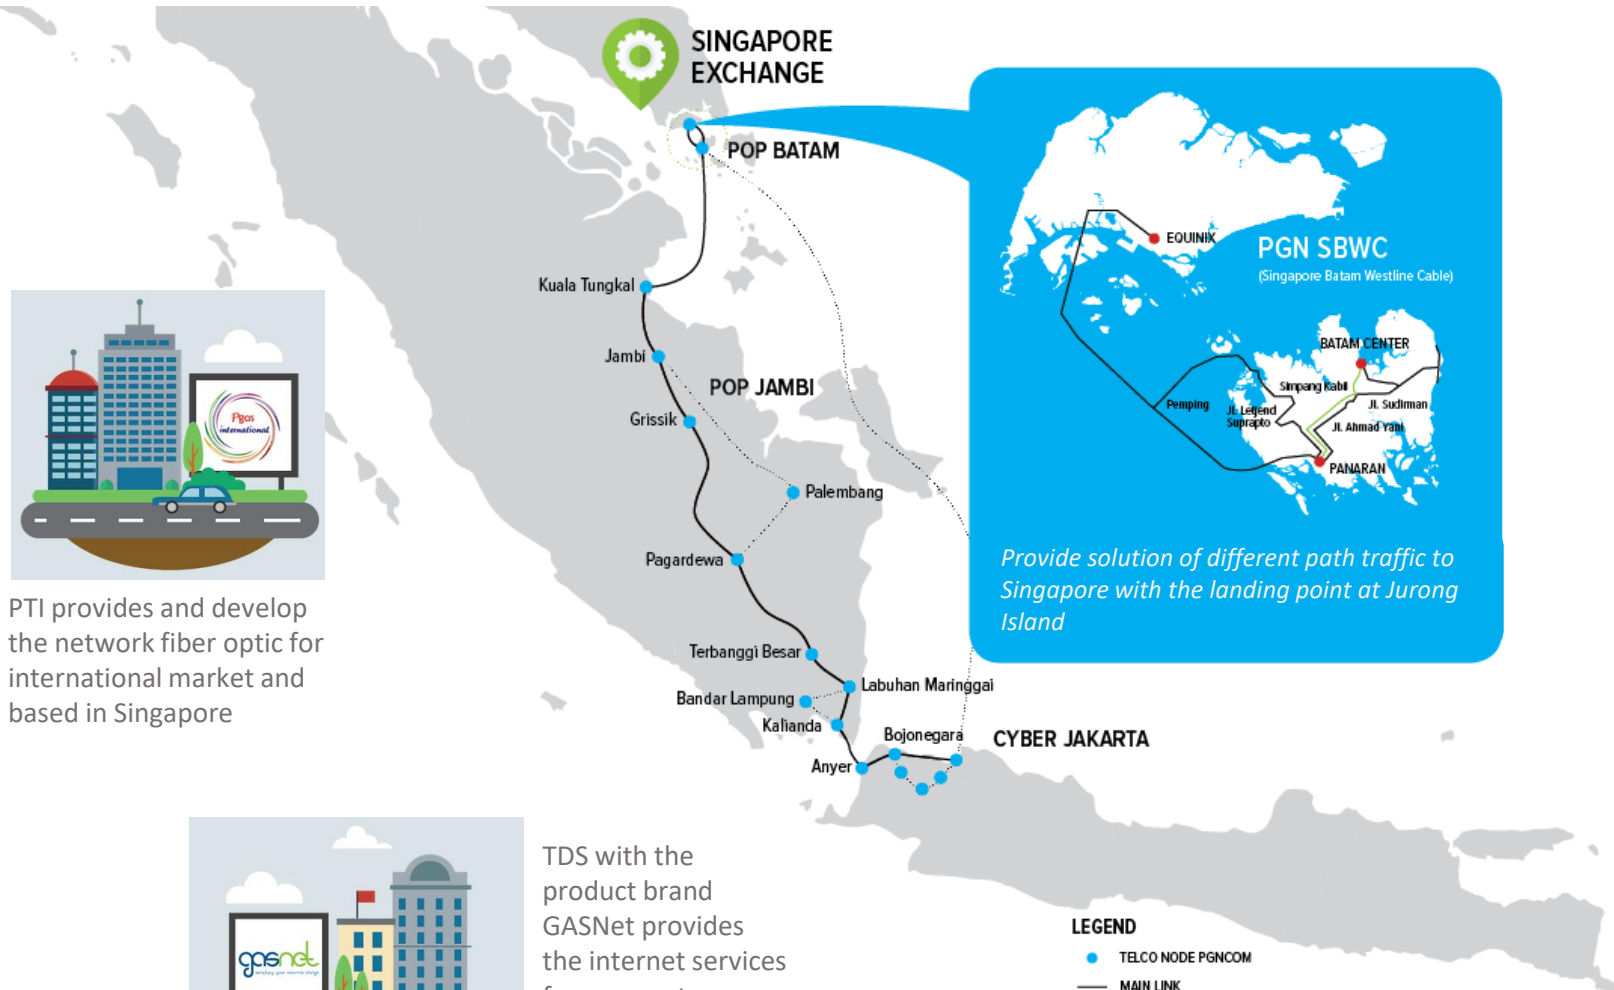 SINGAPORE
EXCHANGE
POP BATAM
Kuala Tungkal
Jambi
POP JAMBI
Grissik
Palembang
Pagardewa
Terbanggi Besar
Labuhan Maringgai
Bandar Lampung
Kalianda
Bojonegara
CYBER JAKARTA
Anyer
EQUINIX
PGN SBWC
(Singapore Batam Westline Cable)
BATAM CENTER
Simpang Kabil
Pemping
Jl. Letjend
Suprapto
Jl. Sudirman
Jl. Ahmad Yani
PANARAN
Provide solution of different path traffic to
Singapore with the landing point at Jurong
Island
Pgas
international
PTI provides and develop
the network fiber optic for
international market and
based in Singapore
gasnet
TDS with the
product brand
GASNet provides
the internet services
LEGEND
TELCO NODE PGNCOM
MAIN LINK